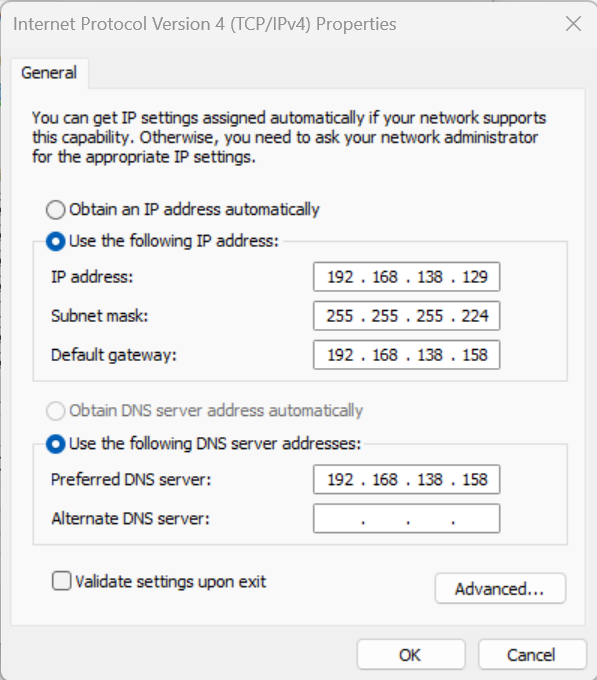 Internet Protocol Version 4 (TCP/IPv4) Properties
General
You can get IP settings assigned automatically if your network supports
this capability. Otherwise, you need to ask your network administrator
for the appropriate IP settings.
Obtain an IP address automatically
Use the following IP address:
IP address: 192 . 168 . 138 . 129
Subnet mask: 255 . 255 . 255 . 224
Default gateway: 192 . 168 . 138 . 158
Obtain DNS server address automatically
Use the following DNS server addresses:
Preferred DNS server: 192 . 168 . 138 . 158
Alternate DNS server: . . .
Validate settings upon exit
Advanced...
OK Cancel